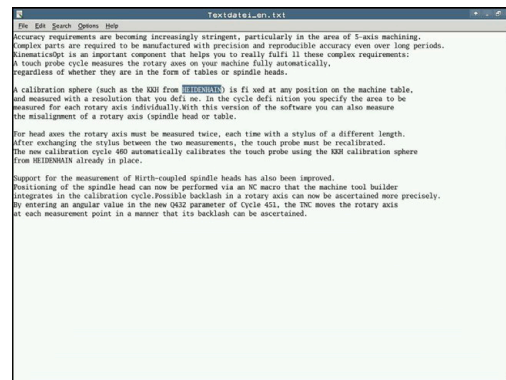 Textdatei_en.txt
File Edit Search Options Help
Accuracy requirements are becoming increasingly stringent, particularly in the area of 5-axis machining.
Complex parts are required to be manufactured with precision and reproducible accuracy even over long periods.
KinematicsOpt is an important component that helps you to really fulfi ll these complex requirements:
A touch probe cycle measures the rotary axes on your machine fully automatically,
regardless of whether they are in the form of tables or spindle heads.
A calibration sphere (such as the KKH from HEIDENHAIN) is fi xed at any position on the machine table,
and measured with a resolution that you defi ne. In the cycle defi nition you specify the area to be
measured for each rotary axis individually.With this version of the software you can also measure
the misalignment of a rotary axis (spindle head or table.
For head axes the rotary axis must be measured twice, each time with a stylus of a different length.
After exchanging the stylus between the two measurements, the touch probe must be recalibrated.
The new calibration cycle 460 automatically calibrates the touch probe using the KKH calibration sphere
from HEIDENHAIN already in place.
Support for the measurement of Hirth-coupled spindle heads has also been improved.
Positioning of the spindle head can now be performed via an NC macro that the machine tool builder
integrates in the calibration cycle.Possible backlash in a rotary axis can now be ascertained more precisely.
By entering an angular value in the new Q432 parameter of Cycle 451, the TNC moves the rotary axis
at each measurement point in a manner that its backlash can be ascertained.